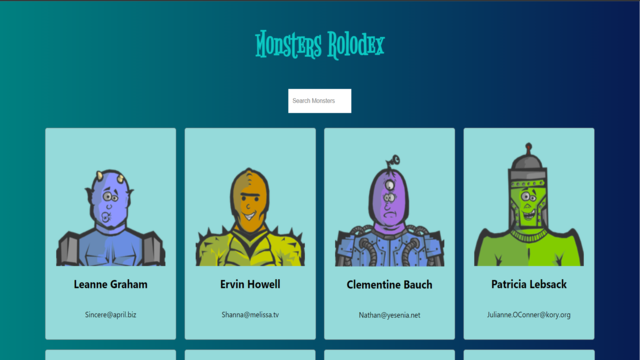 Monsters Rolodex
Search Monsters
Leanne Graham
Ervin Howell
Clementine Bauch
Patricia Lebsack
Sincere@april.biz
Shanna@melissa.tv
Nathan@yesenia.net
Julianne.OConner@kory.org